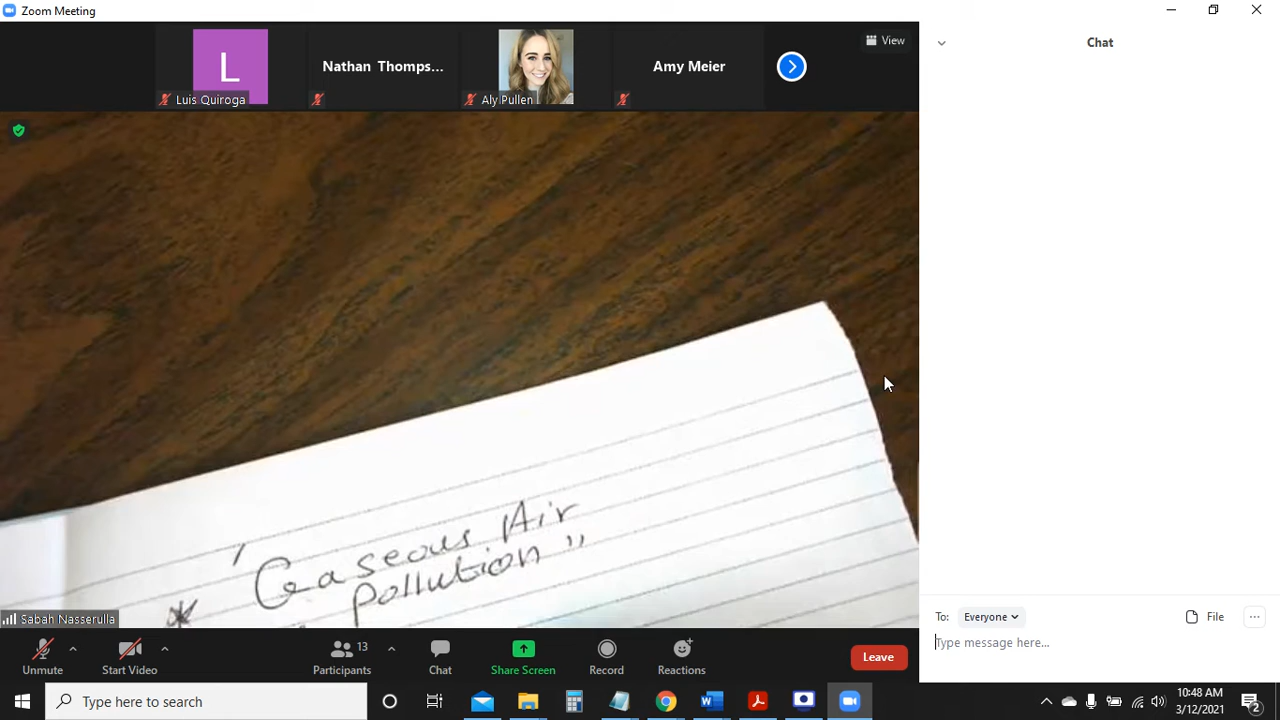 Zoom Meeting
L
Luis Quiroga
Nathan Thomps...
Aly Pullen
Amy Meier
View
Chat
" Gaseous Air
pollution "
*
Sabah Nasserulla
To: Everyone
File
...
Type message here...
Unmute
Start Video
Participants 13
Chat
Share Screen
Record
Reactions
Leave
Type here to search
10:48 AM
3/12/2021
2